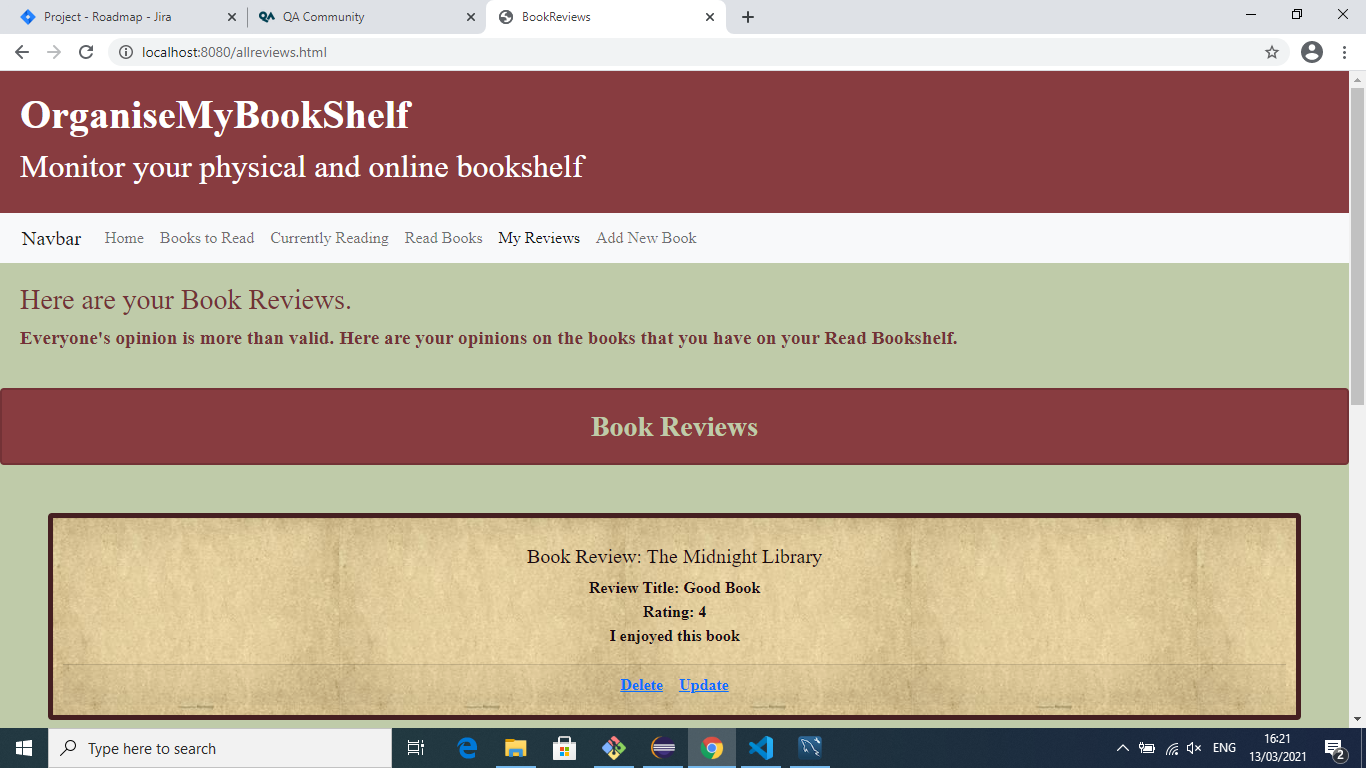 Project - Roadmap - Jira
QA Community
BookReviews
localhost:8080/allreviews.html
OrganiseMyBookShelf
Monitor your physical and online bookshelf
Navbar Home Books to Read Currently Reading Read Books My Reviews Add New Book
Here are your Book Reviews.
Everyone's opinion is more than valid. Here are your opinions on the books that you have on your Read Bookshelf.
Book Reviews
Book Review: The Midnight Library
Review Title: Good Book
Rating: 4
I enjoyed this book
Delete Update
Type here to search
ENG
16:21
13/03/2021
2